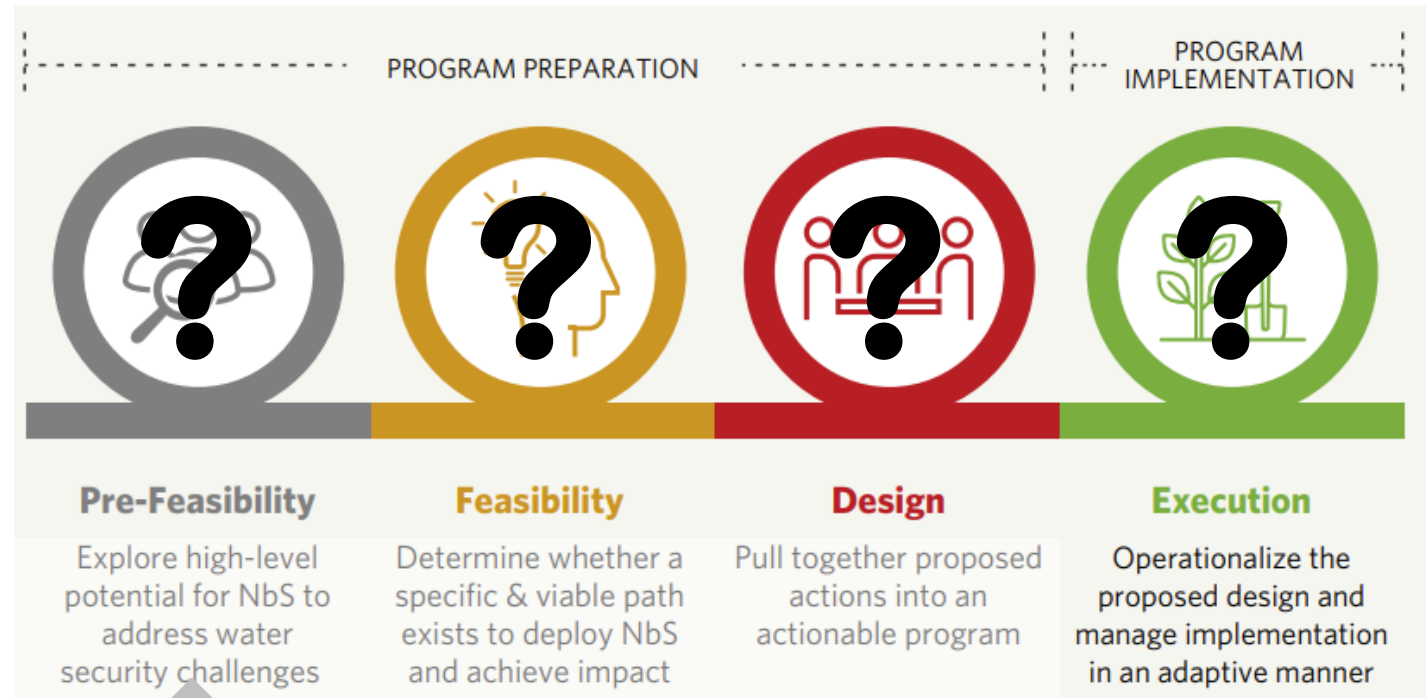 PROGRAM PREPARATION
PROGRAM
IMPLEMENTATION
?
?
?
?
Pre-Feasibility
Explore high-level
potential for NbS to
address water
security challenges
Feasibility
Determine whether a
specific & viable path
exists to deploy NbS
and achieve impact
Design
Pull together proposed
actions into an
actionable program
Execution
Operationalize the
proposed design and
manage implementation
in an adaptive manner